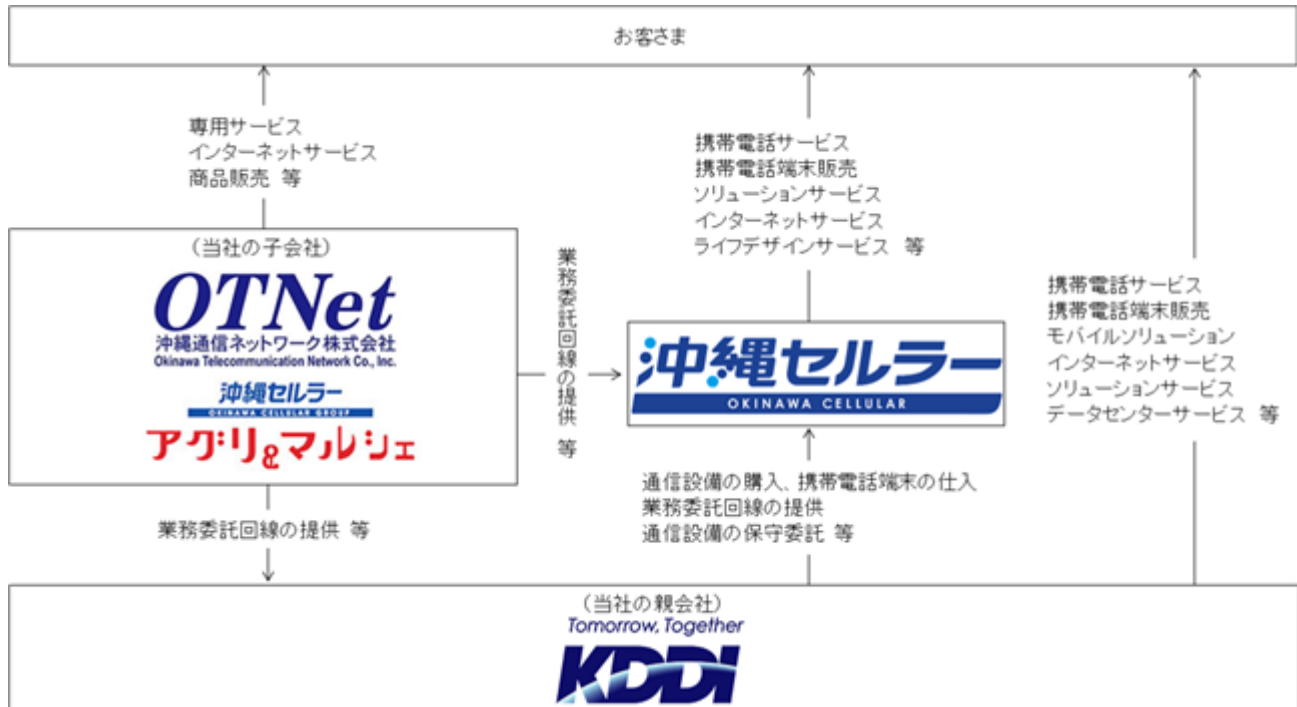 お客さま
専用サービス
インターネットサービス
商品販売 等
携帯電話サービス
携帯電話端末販売
ソリューションサービス
インターネットサービス
ライフデザインサービス 等
携帯電話サービス
携帯電話端末販売
モバイルソリューション
インターネットサービス
ソリューションサービス
データセンターサービス 等
(当社の子会社)
OTNet
沖縄通信ネットワーク株式会社
Okinawa Telecommunication Network Co., Inc.
沖縄セルラー
OKINAWA CELLULAR GROUP
アグリ&マルシェ
業務委託回線の提供 等
沖縄セルラー
OKINAWA CELLULAR
業務委託回線の提供 等
通信設備の購入、携帯電話端末の仕入
業務委託回線の提供
通信設備の保守委託 等
(当社の親会社)
Tomorrow, Together
KDDI